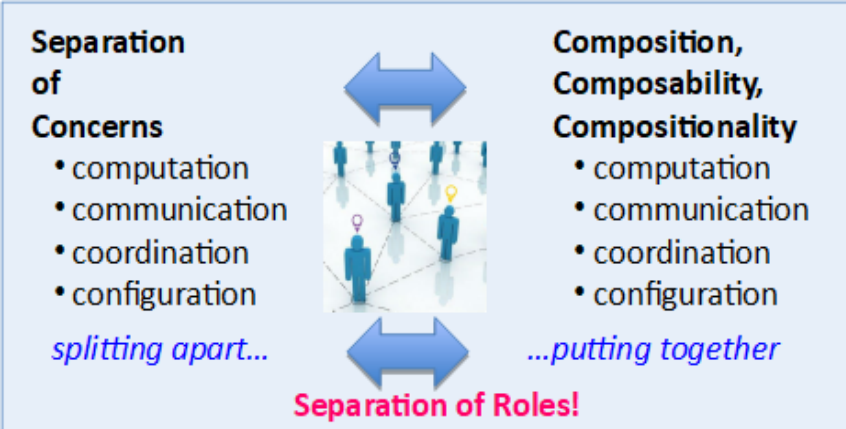 Separation
of
Concerns
• computation
• communication
• coordination
• configuration
splitting apart...
Composition,
Composability,
Compositionality
• computation
• communication
• coordination
• configuration
...putting together
Separation of Roles!